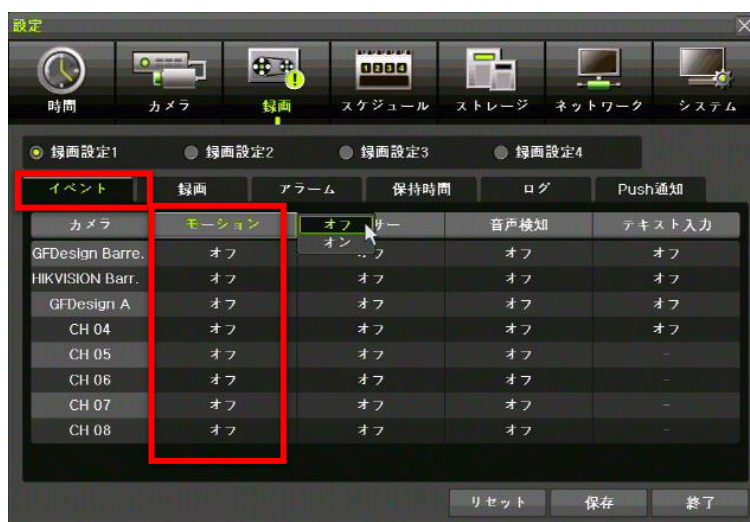 設定
時間 カメラ 録画 スケジュール ストレージ ネットワーク システム
録画設定1 録画設定2 録画設定3 録画設定4
イベント 録画 アラーム 保持時間 ログ Push通知
カメラ モーション オフ サー 音声検知 テキスト入力
オン
GFDesign Barre. オフ オフ オフ オフ
HIKVISION Barr. オフ オフ オフ オフ
GFDesign A オフ オフ オフ オフ
CH 04 オフ オフ オフ オフ
CH 05 オフ オフ オフ -
CH 06 オフ オフ オフ -
CH 07 オフ オフ オフ -
CH 08 オフ オフ オフ -
リセット 保存 終了